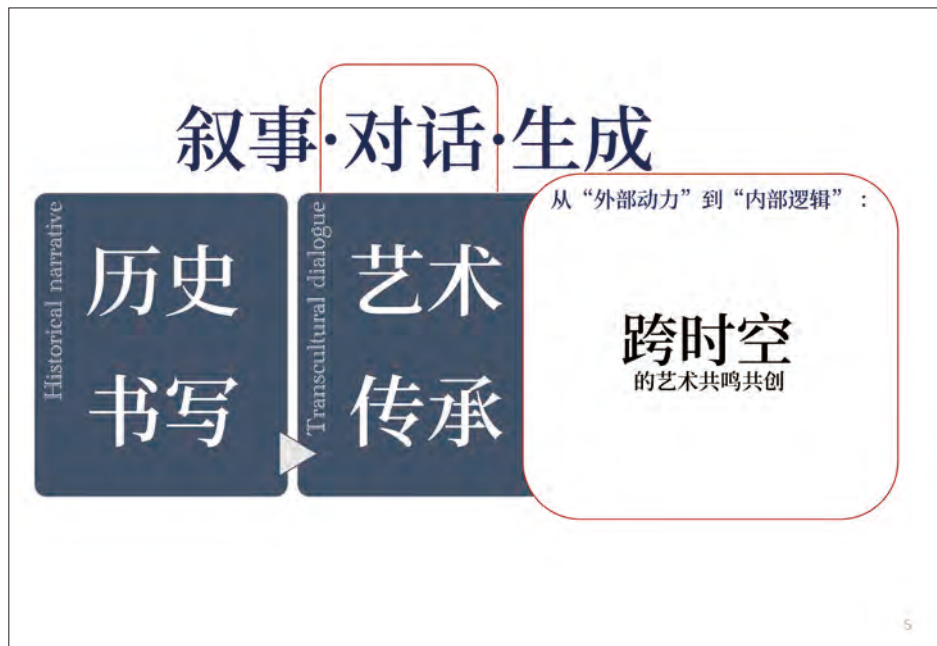 叙事·对话·生成
Historical narrative
历史
书写
Transcultural dialogue
艺术
传承
从“外部动力”到“内部逻辑”：
跨时空
的艺术共鸣共创
5